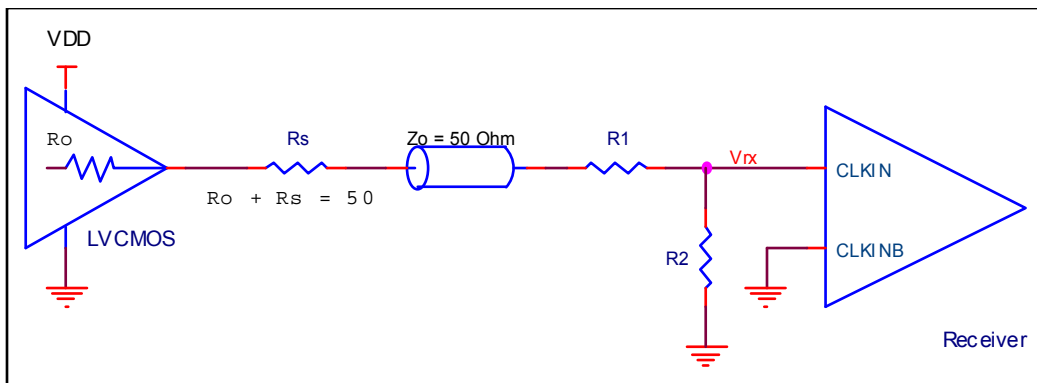 VDD
Ro
Rs
Zo = 50 Ohm
R1
Vrx
CLKIN
Ro + Rs = 50
LVCMOS
R2
CLKINB
Receiver